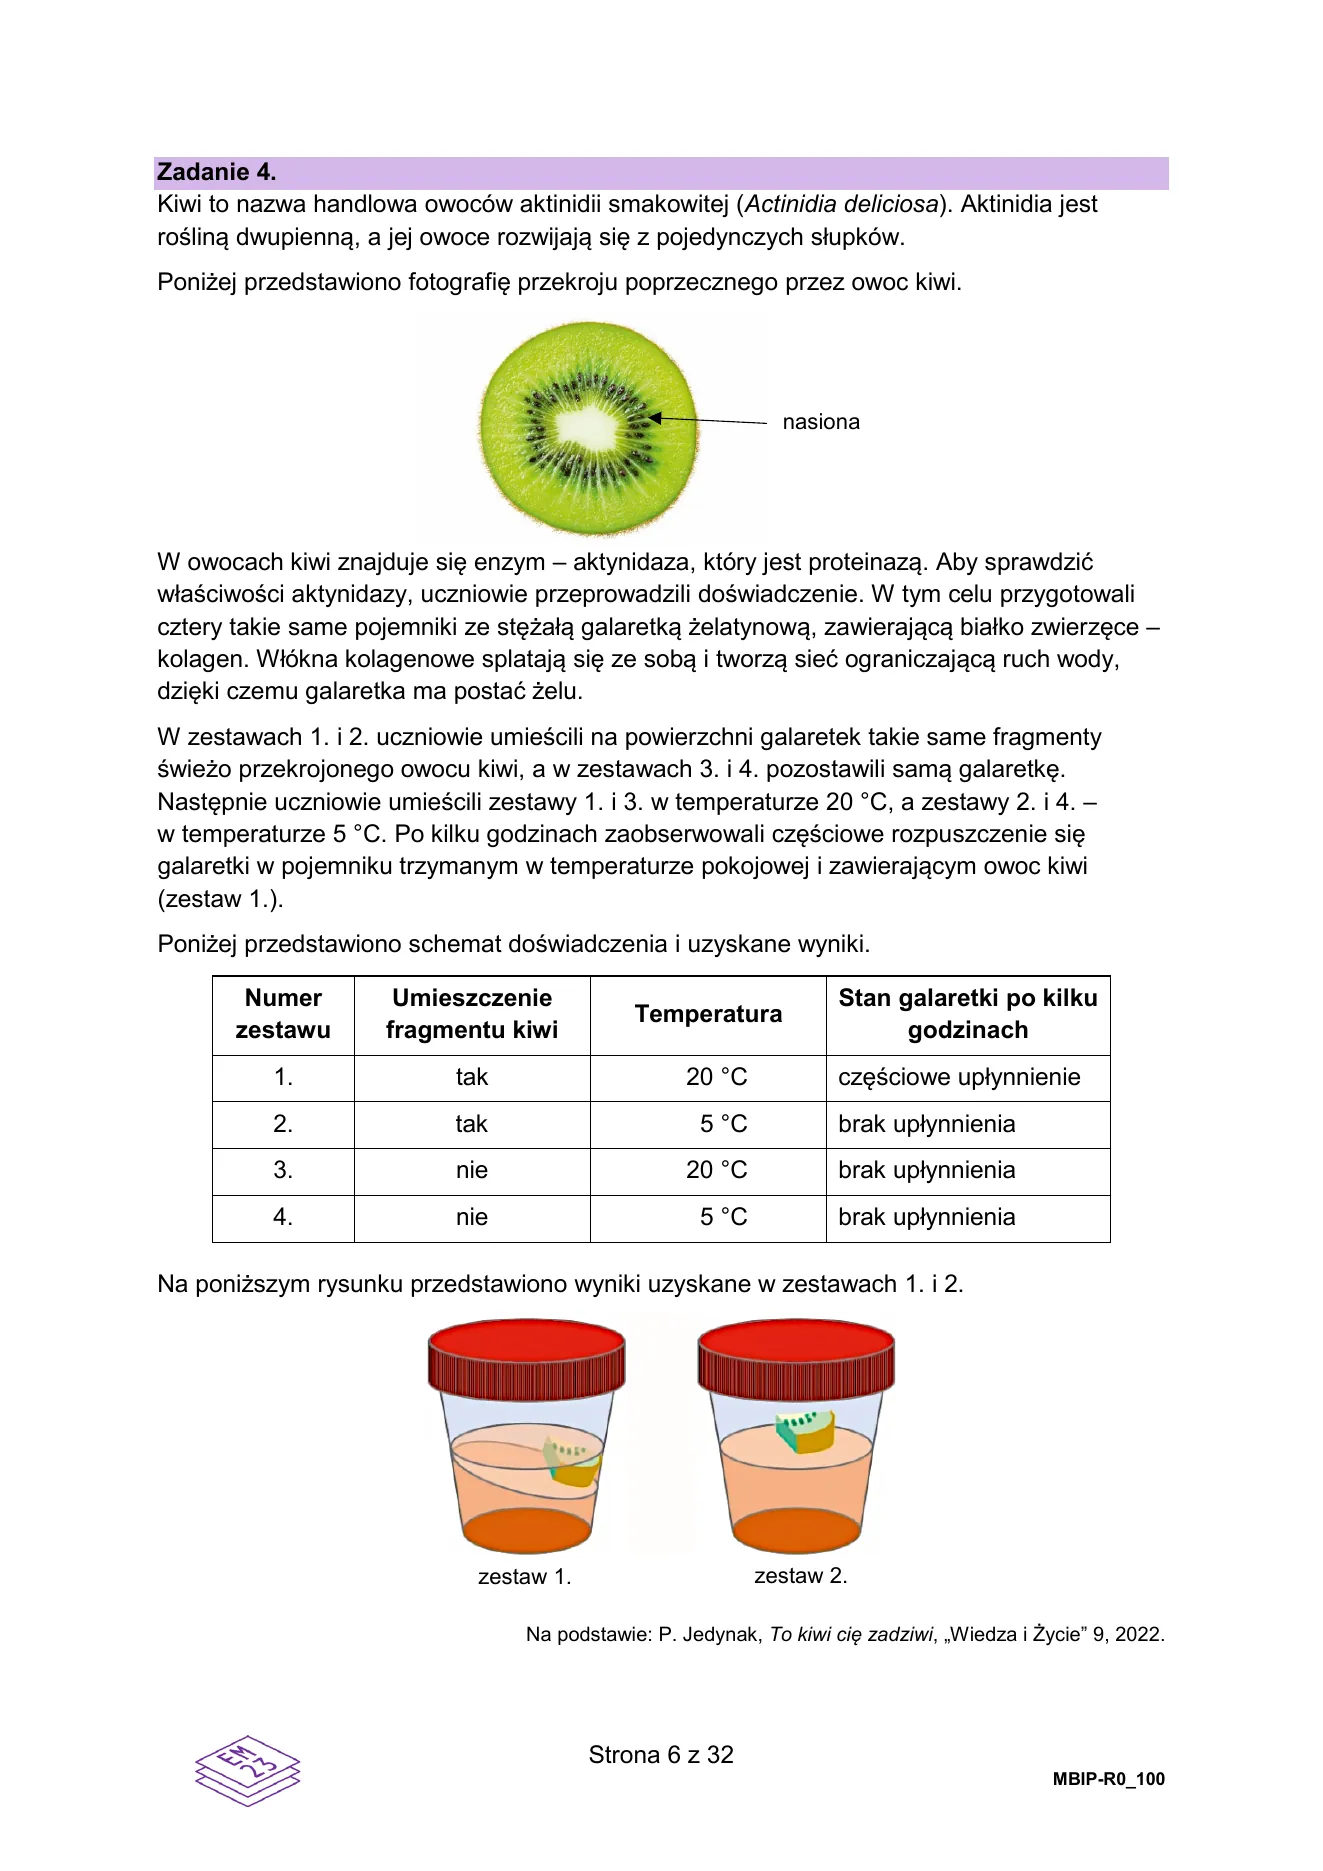 Zadanie 4.
Kiwi to nazwa handlowa owoców aktinidii smakowitej (Actinidia deliciosa). Aktinidia jest
rośliną dwupienną, a jej owoce rozwijają się z pojedynczych słupków.
Poniżej przedstawiono fotografię przekroju poprzecznego przez owoc kiwi.
nasiona
W owocach kiwi znajduje się enzym – aktynidaza, który jest proteinazą. Aby sprawdzić
właściwości aktynidazy, uczniowie przeprowadzili doświadczenie. W tym celu przygotowali
cztery takie same pojemniki ze stężałą galaretką żelatynową, zawierającą białko zwierzęce –
kolagen. Włókna kolagenowe splatają się ze sobą i tworzą sieć ograniczającą ruch wody,
dzięki czemu galaretka ma postać żelu.
W zestawach 1. i 2. uczniowie umieścili na powierzchni galaretek takie same fragmenty
świeżo przekrojonego owocu kiwi, a w zestawach 3. i 4. pozostawili samą galaretkę.
Następnie uczniowie umieścili zestawy 1. i 3. w temperaturze 20 °C, a zestawy 2. i 4. –
w temperaturze 5 °C. Po kilku godzinach zaobserwowali częściowe rozpuszczenie się
galaretki w pojemniku trzymanym w temperaturze pokojowej i zawierającym owoc kiwi
(zestaw 1.).
Poniżej przedstawiono schemat doświadczenia i uzyskane wyniki.
Numer zestawu Umieszczenie fragmentu kiwi Temperatura Stan galaretki po kilku godzinach
1. tak 20 °C częściowe upłynnienie
2. tak 5 °C brak upłynnienia
3. nie 20 °C brak upłynnienia
4. nie 5 °C brak upłynnienia
Na poniższym rysunku przedstawiono wyniki uzyskane w zestawach 1. i 2.
zestaw 1. zestaw 2.
Na podstawie: P. Jedynak, To kiwi cię zadziwi, „Wiedza i Życie” 9, 2022.
EM
23
Strona 6 z 32
MBIP-R0_100